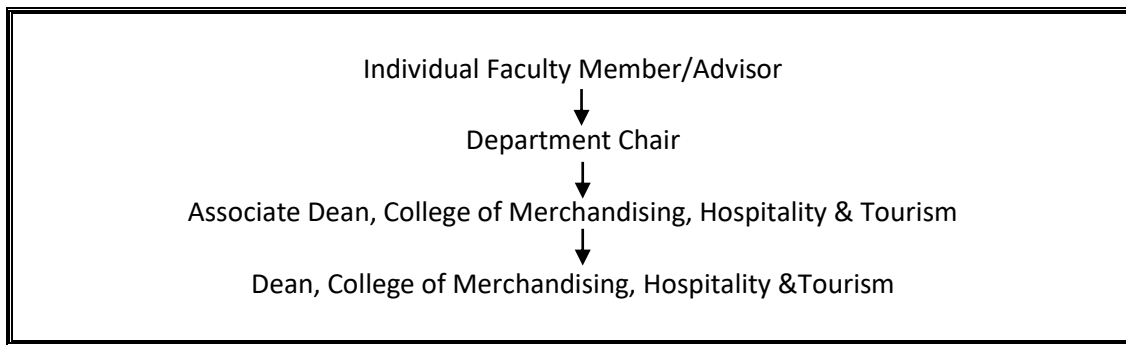 Individual Faculty Member/Advisor
Department Chair
Associate Dean, College of Merchandising, Hospitality & Tourism
Dean, College of Merchandising, Hospitality &Tourism